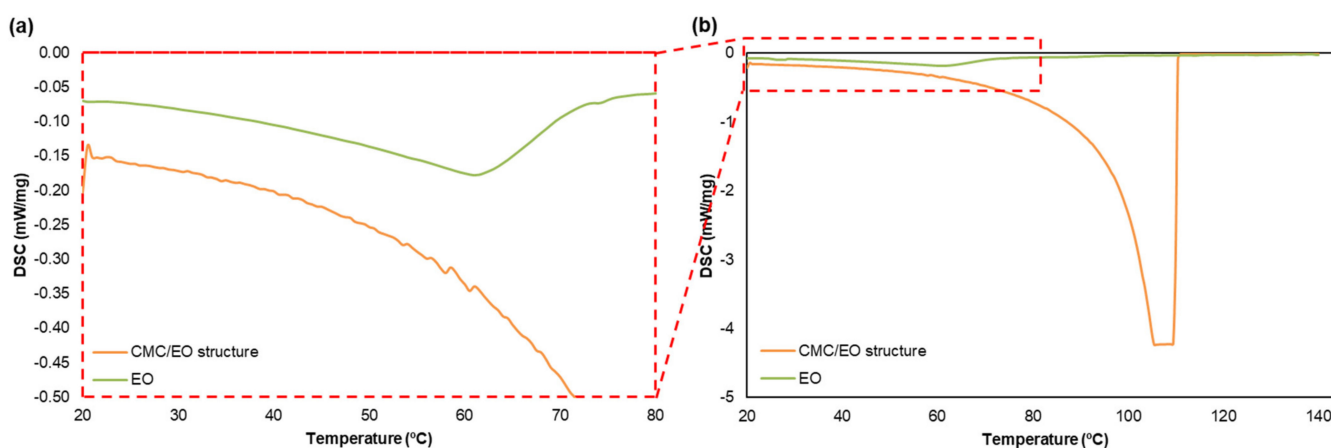 (a)
0.00
-0.05
-0.10
-0.15
-0.20
-0.25
-0.30
-0.35
-0.40
-0.45
-0.50
DSC (mW/mg)
CMC/EO structure
EO
20 30 40 50 60 70 80
Temperature (ºC)
(b)
0
-1
-2
-3
-4
-5
DSC (mW/mg)
CMC/EO structure
EO
20 40 60 80 100 120 140
Temperature (ºC)